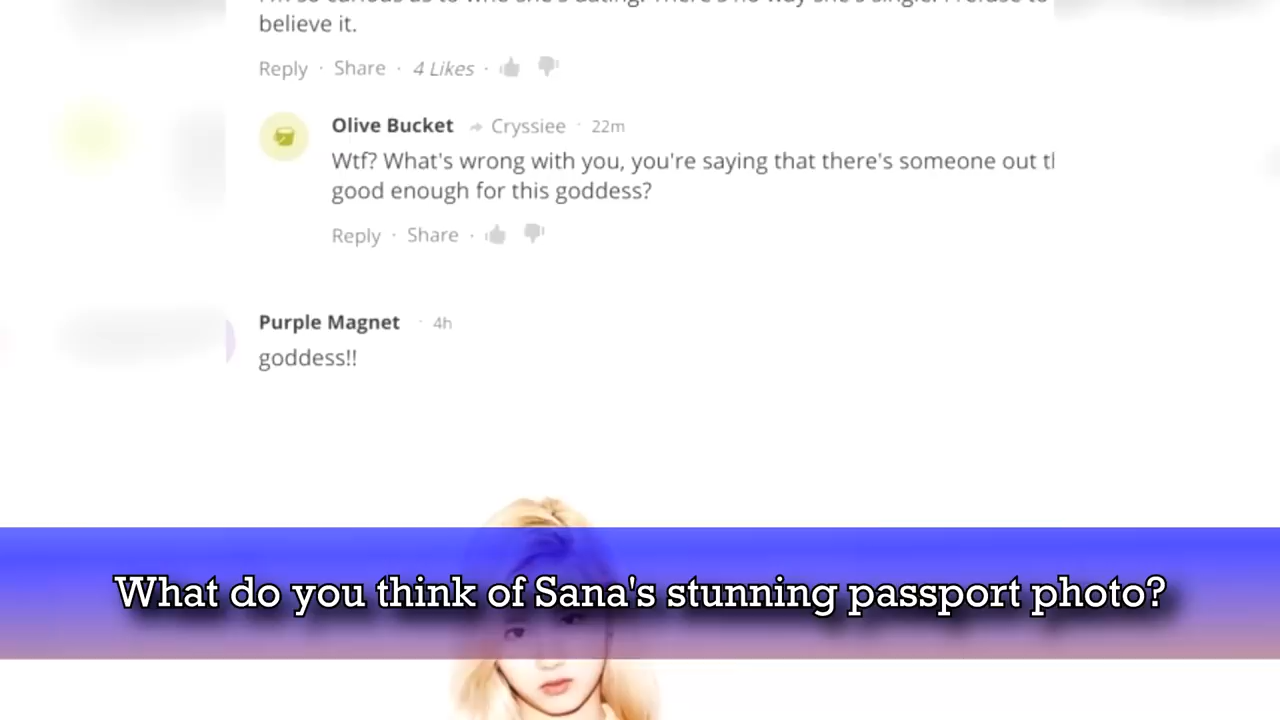 believe it.
Reply · Share · 4 Likes ·
Olive Bucket Cryssiee · 22m
Wtf? What's wrong with you, you're saying that there's someone out
good enough for this goddess?
Reply · Share ·
Purple Magnet · 4h
goddess!!
What do you think of Sana's stunning passport photo?